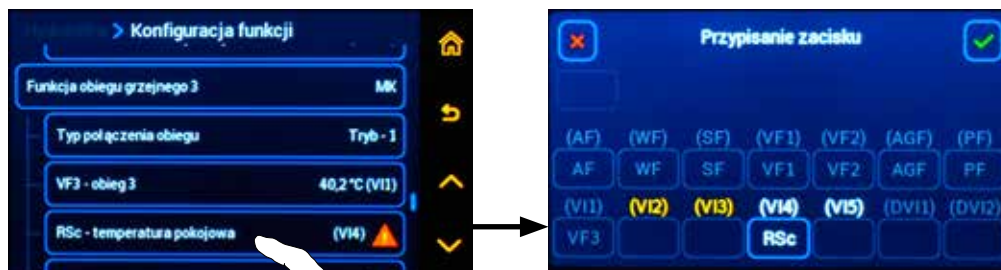 > Konfiguracja funkcji
Funkcja obiegu grzejnego 3 MK
Typ połączenia obiegu Tryb - 1
VF3 - obieg 3 40,2 °C (VI1)
RSc - temperatura pokojowa (VI4)
Przypisanie zacisku
(AF) (WF) (SF) (VF1) (VF2) (AGF) (PF)
AF WF SF VF1 VF2 AGF PF
(VI1) (VI2) (VI3) (VI4) (VI5) (DVI1) (DVI2)
VF3 RSc